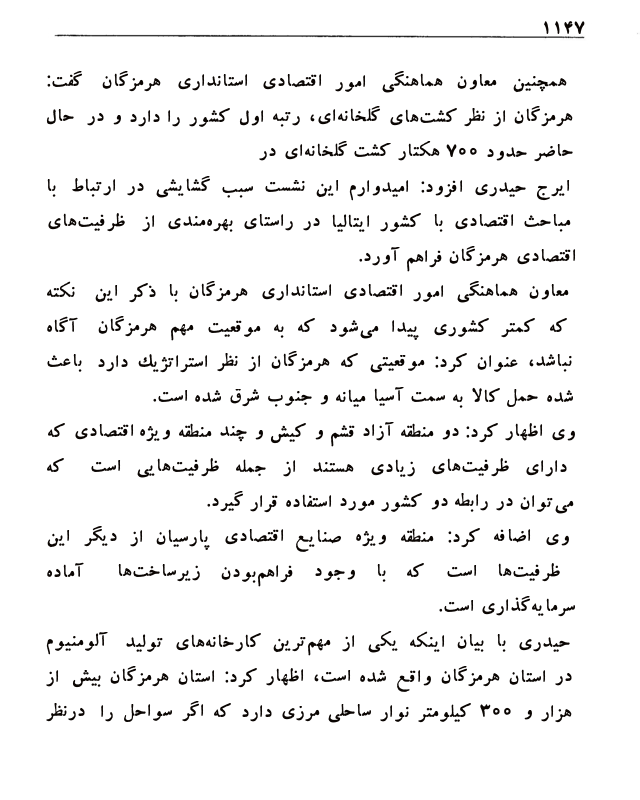 ۱۱۴۷
همچنین معاون هماهنگی امور اقتصادی استانداری هرمزگان گفت:
هرمزگان از نظر کشت‌های گلخانه‌ای، رتبه اول کشور را دارد و در حال
حاضر حدود ۷۰۰ هکتار کشت گلخانه‌ای در
ایرج حیدری افزود: امیدوارم این نشست سبب گشایشی در ارتباط با
مباحث اقتصادی با کشور ایتالیا در راستای بهره‌مندی از ظرفیت‌های
اقتصادی هرمزگان فراهم آورد.
معاون هماهنگی امور اقتصادی استانداری هرمزگان با ذکر این نکته
که کمتر کشوری پیدا می‌شود که به موقعیت مهم هرمزگان آگاه
نباشد، عنوان کرد: موقعیتی که هرمزگان از نظر استراتژیك دارد باعث
شده حمل کالا به سمت آسیا میانه و جنوب شرق شده است.
وی اظهار کرد: دو منطقه آزاد قشم و کیش و چند منطقه ویژه اقتصادی که
دارای ظرفیت‌های زیادی هستند از جمله ظرفیت‌هایی است که
می‌توان در رابطه دو کشور مورد استفاده قرار گیرد.
وی اضافه کرد: منطقه ویژه صنایع اقتصادی پارسیان از دیگر این
ظرفیت‌ها است که با وجود فراهم‌بودن زیرساخت‌ها آماده
سرمایه‌گذاری است.
حیدری با بیان اینکه یکی از مهم‌ترین کارخانه‌های تولید آلومنیوم
در استان هرمزگان واقع شده است، اظهار کرد: استان هرمزگان بیش از
هزار و ۳۰۰ کیلومتر نوار ساحلی مرزی دارد که اگر سواحل را درنظر